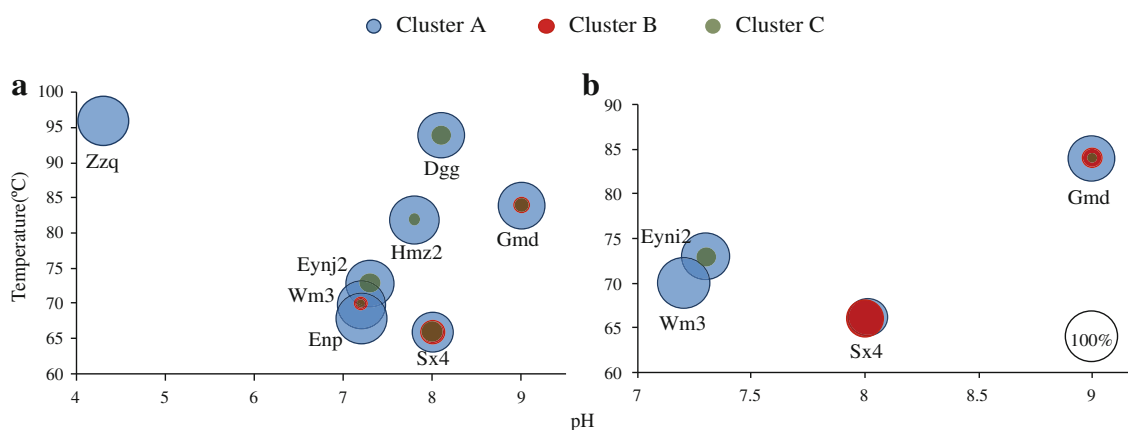 Cluster A Cluster B Cluster C
a
b
Temperature(ºC)
100
95
90
85
80
75
70
65
60
4 5 6 7 8 9
Zzq
Dgg
Gmd
Hmz2
Eynj2
Wm3
Enp
Sx4
90
85
80
75
70
65
60
7 7.5 8 8.5 9
Gmd
Eyni2
Wm3
Sx4
100%
pH